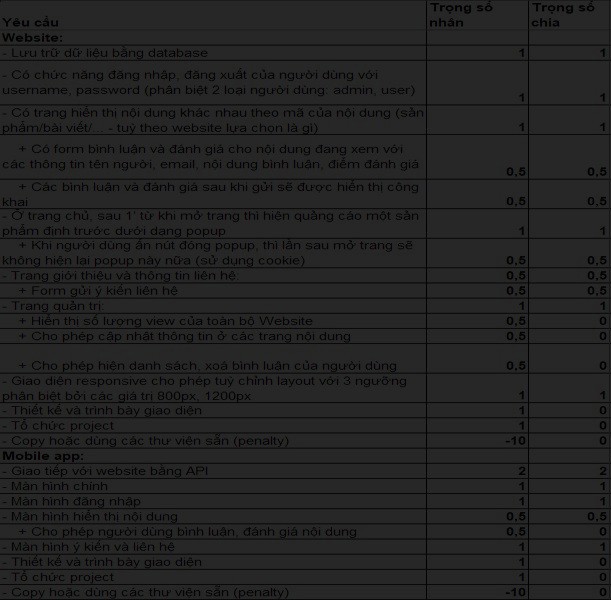 Yêu cầu
Trọng số nhân
Trọng số chia
Website:
- Lưu trữ dữ liệu bằng database 1 1
- Có chức năng đăng nhập, đăng xuất của người dùng với
username, password (phân biệt 2 loại người dùng: admin, user) 1 1
- Có trang hiển thị nội dung khác nhau theo mã của nội dung (sản
phẩm/bài viết/... - tuỳ theo website lựa chọn là gì) 1 1
+ Có form bình luận và đánh giá cho nội dung đang xem với
các thông tin tên người, email, nội dung bình luận, điểm đánh giá 0,5 0,5
+ Các bình luận và đánh giá sau khi gửi sẽ được hiển thị công
khai 0,5 0,5
- Ở trang chủ, sau 1' từ khi mở trang thì hiện quảng cáo một sản
phẩm định trước dưới dạng popup 1 1
+ Khi người dùng ấn nút đóng popup, thì lần sau mở trang sẽ
không hiện lại popup này nữa (sử dụng cookie) 0,5 0,5
- Trang giới thiệu và thông tin liên hệ: 0,5 0,5
+ Form gửi ý kiến liên hệ 0,5 0,5
- Trang quản trị: 1 1
+ Hiển thị số lượng view của toàn bộ Website 0,5 0
+ Cho phép cập nhật thông tin ở các trang nội dung 0,5 0
+ Cho phép hiện danh sách, xoá bình luận của người dùng 0,5 0
- Giao diện responsive cho phép tuỳ chỉnh layout với 3 ngưỡng
phân biệt bởi các giá trị 800px, 1200px 1 1
- Thiết kế và trình bày giao diện 1 0
- Tổ chức project 1 0
- Copy hoặc dùng các thư viện sẵn (penalty) -10 0
Mobile app:
- Giao tiếp với website bằng API 2 2
- Màn hình chính 1 1
- Màn hình đăng nhập 1 1
- Màn hình hiển thị nội dung 0,5 0,5
+ Cho phép người dùng bình luận, đánh giá nội dung 0,5 0
- Màn hình ý kiến và liên hệ 1 1
- Thiết kế và trình bày giao diện 1 0
- Tổ chức project 1 0
- Copy hoặc dùng các thư viện sẵn (penalty) -10 0